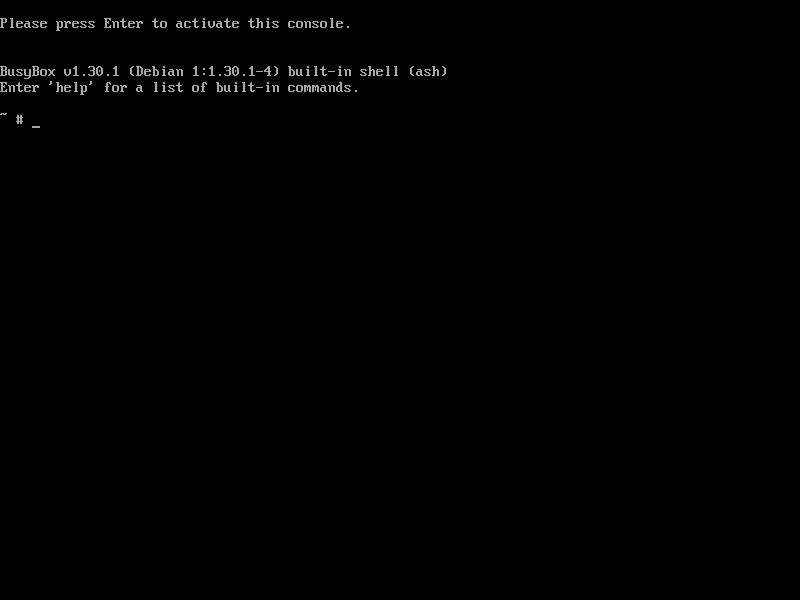 Please press Enter to activate this console.
BusyBox v1.30.1 (Debian 1:1.30.1-4) built-in shell (ash)
Enter 'help' for a list of built-in commands.
~ # _